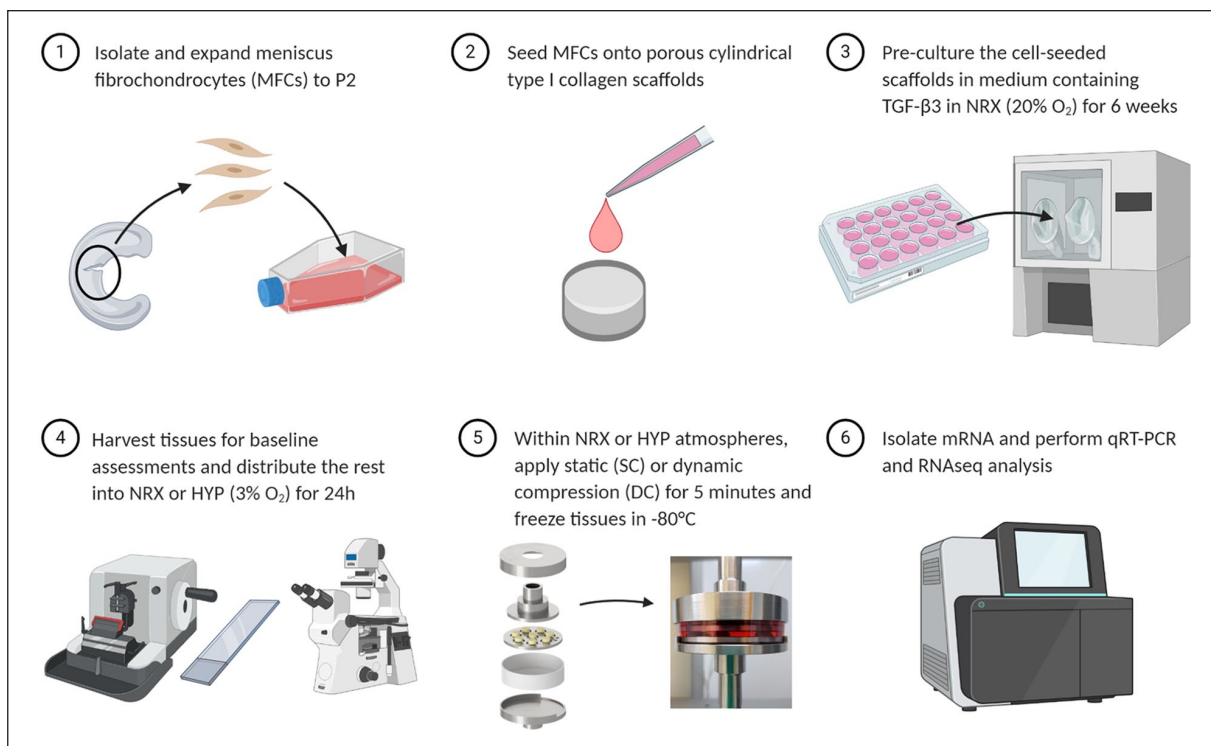 1
Isolate and expand meniscus
fibrochondrocytes (MFCs) to P2
2
Seed MFCs onto porous cylindrical
type I collagen scaffolds
3
Pre-culture the cell-seeded
scaffolds in medium containing
TGF-β3 in NRX (20% O₂) for 6 weeks
4
Harvest tissues for baseline
assessments and distribute the rest
into NRX or HYP (3% O₂) for 24h
5
Within NRX or HYP atmospheres,
apply static (SC) or dynamic
compression (DC) for 5 minutes and
freeze tissues in -80°C
6
Isolate mRNA and perform qRT-PCR
and RNAseq analysis